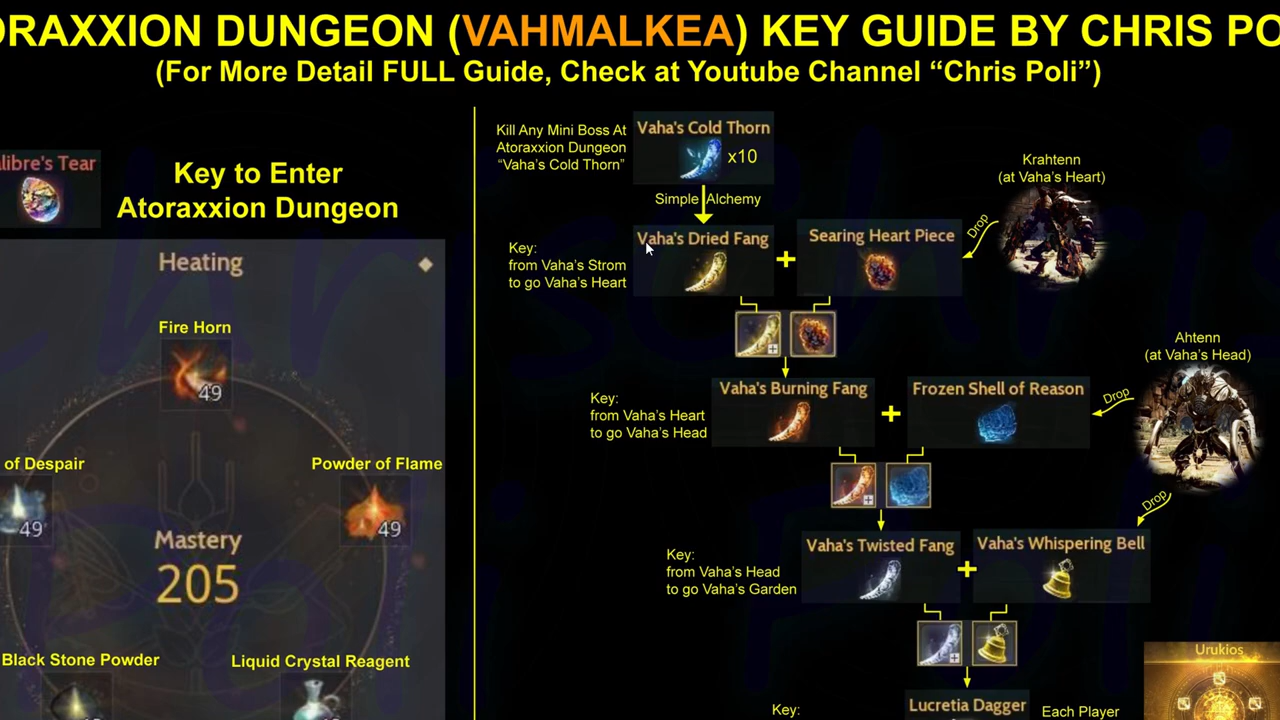 ORAXXION DUNGEON (VAHMALKEA) KEY GUIDE BY CHRIS PO
(For More Detail FULL Guide, Check at Youtube Channel “Chris Poli”)
alibre's Tear
Key to Enter
Atoraxxion Dungeon
Heating
Fire Horn
49
of Despair
49
Powder of Flame
49
Mastery
205
Black Stone Powder
Liquid Crystal Reagent
Kill Any Mini Boss At
Atoraxxion Dungeon
“Vaha’s Cold Thorn”
Vaha's Cold Thorn
x10
Simple Alchemy
Key:
from Vaha’s Strom
to go Vaha’s Heart
Vaha's Dried Fang
+
Searing Heart Piece
Drop
Krahtenn
(at Vaha’s Heart)
Key:
from Vaha’s Heart
to go Vaha’s Head
Vaha's Burning Fang
+
Frozen Shell of Reason
Drop
Ahtenn
(at Vaha’s Head)
Drop
Key:
from Vaha’s Head
to go Vaha’s Garden
Vaha's Twisted Fang
+
Vaha's Whispering Bell
Key:
Lucretia Dagger
Each Player
Urukios